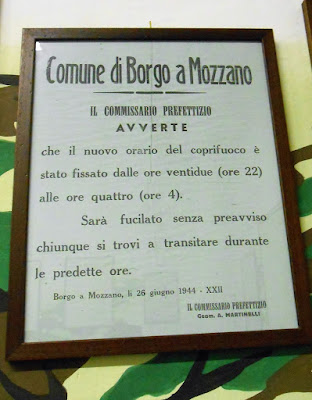 Comune di Borgo a Mozzano
IL COMMISSARIO PREFETTIZIO
AVVERTE
che il nuovo orario del coprifuoco è
stato fissato dalle ore ventidue (ore 22)
alle ore quattro (ore 4).
Sarà fucilato senza preavviso
chiunque si trovi a transitare durante
le predette ore.
Borgo a Mozzano, li 26 giugno 1944 - XXII
IL COMMISSARIO PREFETTIZIO
Geom. A. MARTINELLI